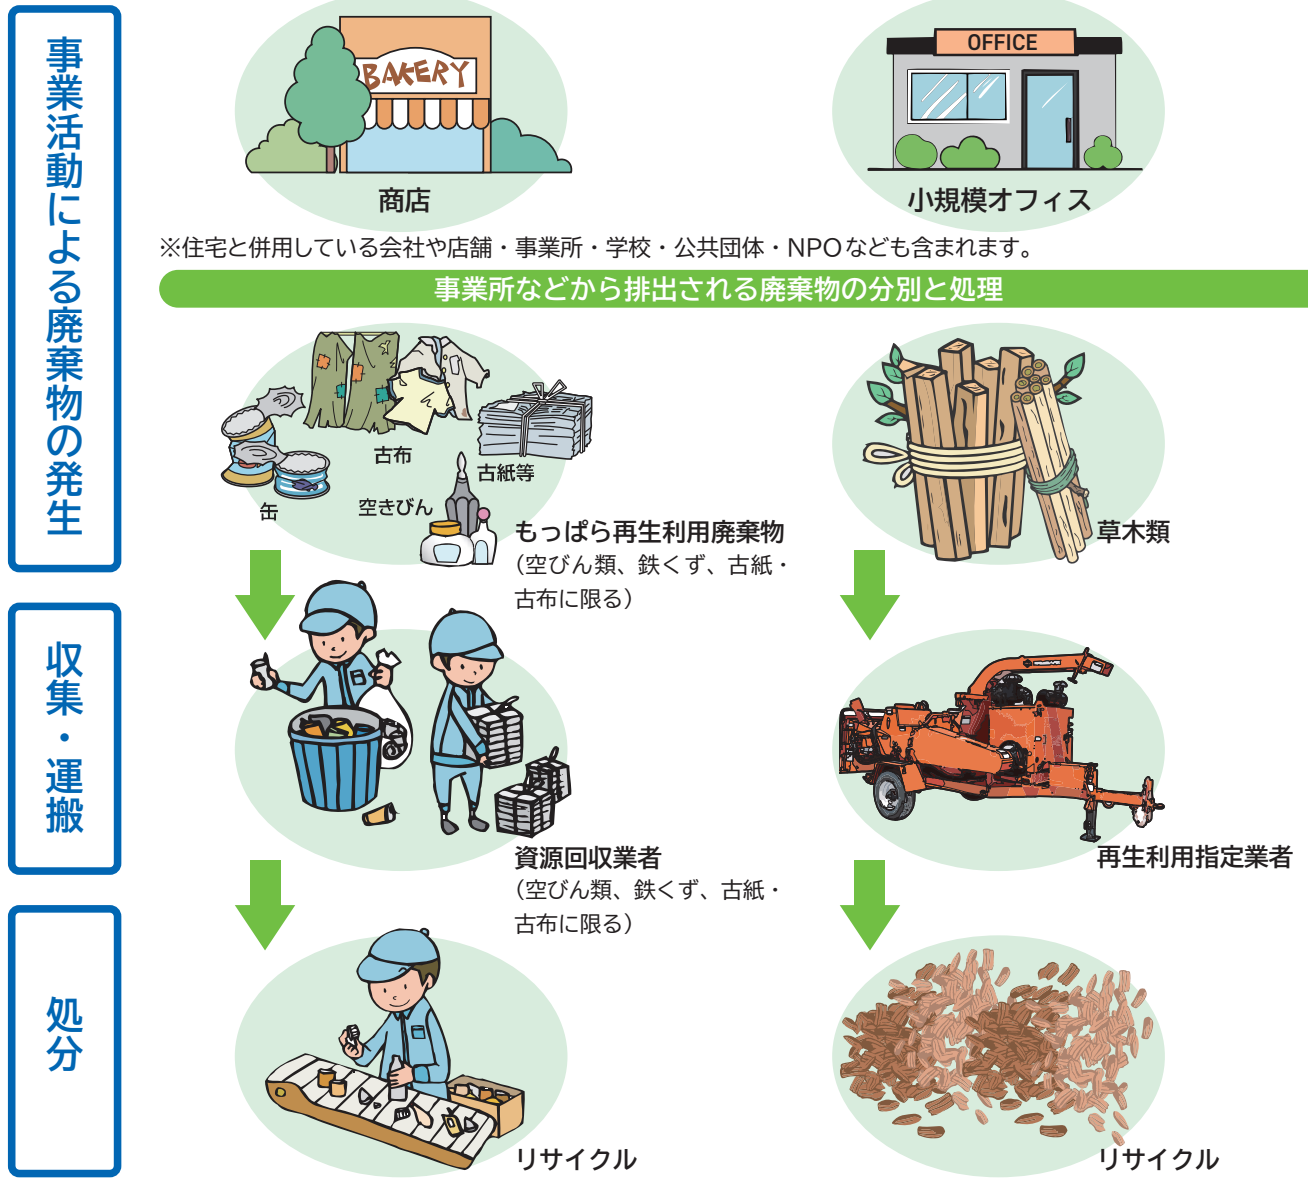 事業活動による廃棄物の発生
BAKERY
商店
OFFICE
小規模オフィス
※住宅と併用している会社や店舗・事業所・学校・公共団体・NPOなども含まれます。
事業所などから排出される廃棄物の分別と処理
古布
古紙等
缶
空きびん
もっぱら再生利用廃棄物
（空びん類、鉄くず、古紙・
古布に限る）
草木類
収集・運搬
資源回収業者
（空びん類、鉄くず、古紙・
古布に限る）
再生利用指定業者
処分
リサイクル
リサイクル